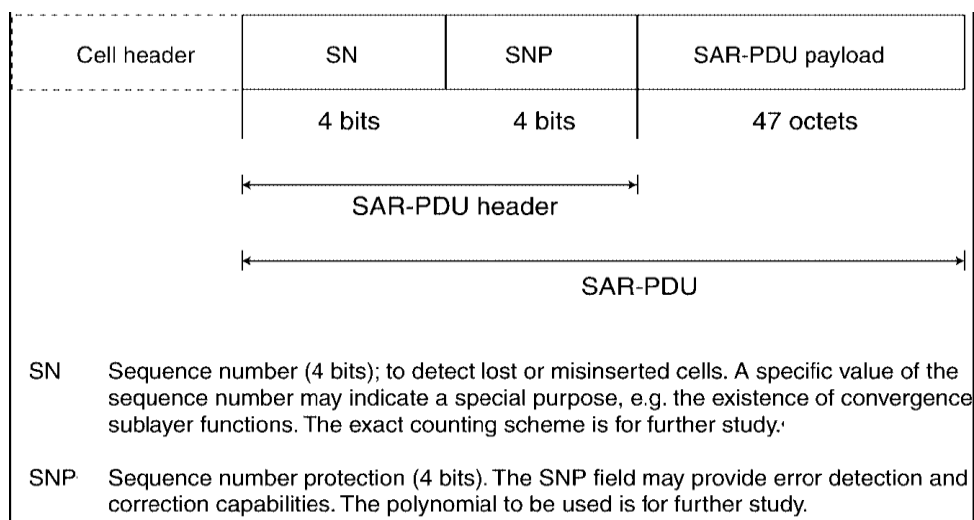 Cell header SN SNP SAR-PDU payload
4 bits 4 bits 47 octets
SAR-PDU header
SAR-PDU
SN Sequence number (4 bits); to detect lost or misinserted cells. A specific value of the
sequence number may indicate a special purpose, e.g. the existence of convergence
sublayer functions. The exact counting scheme is for further study.
SNP Sequence number protection (4 bits). The SNP field may provide error detection and
correction capabilities. The polynomial to be used is for further study.